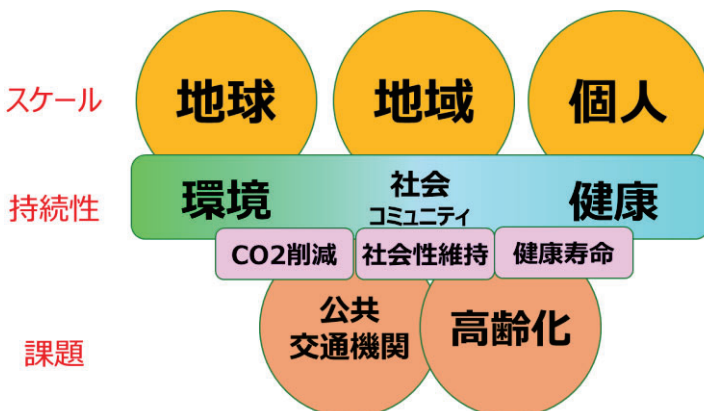 スケール
地球
地域
個人
持続性
環境
社会
コミュニティ
健康
CO2削減
社会性維持
健康寿命
課題
公共
交通機関
高齢化